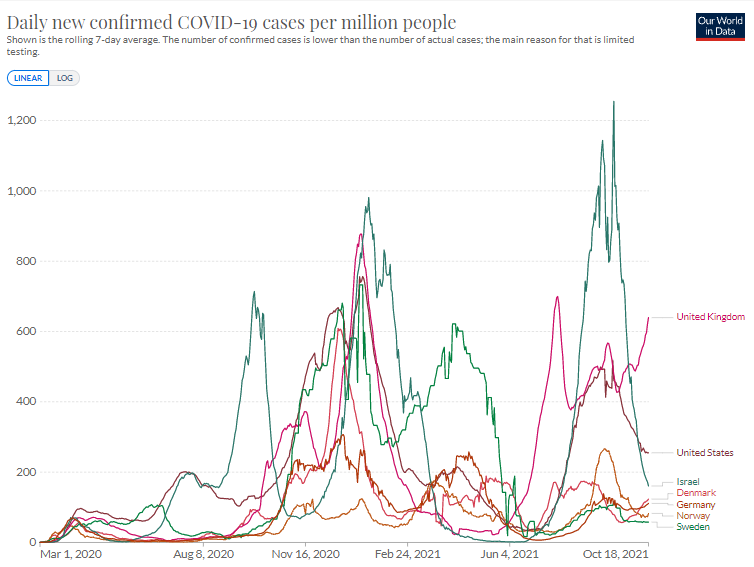 Daily new confirmed COVID-19 cases per million people
Shown is the rolling 7-day average. The number of confirmed cases is lower than the number of actual cases; the main reason for that is limited
testing.
Our World
in Data
LINEAR LOG
1,200
1,000
800
600
400
200
0
United Kingdom
United States
Israel
Denmark
Germany
Norway
Sweden
Mar 1, 2020 Aug 8, 2020 Nov 16, 2020 Feb 24, 2021 Jun 4, 2021 Oct 18, 2021